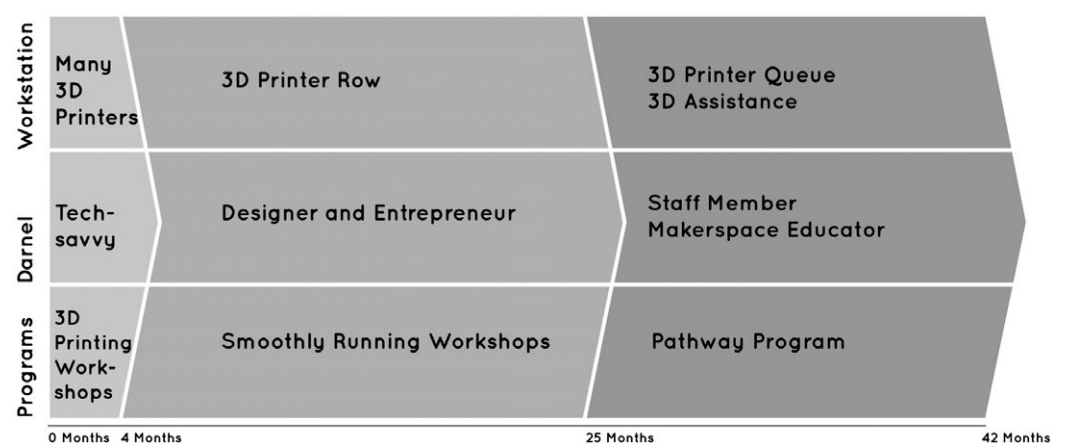 Workstation
Many
3D
Printers
3D Printer Row
3D Printer Queue
3D Assistance
Darnel
Tech-
savvy
Designer and Entrepreneur
Staff Member
Makerspace Educator
Programs
3D
Printing
Work-
shops
Smoothly Running Workshops
Pathway Program
0 Months
4 Months
25 Months
42 Months